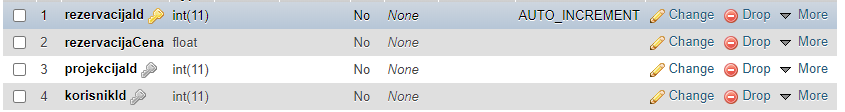 1 rezervacijaId int(11) No None AUTO_INCREMENT Change Drop More
2 rezervacijaCena float No None Change Drop More
3 projekcijaId int(11) No None Change Drop More
4 korisnikId int(11) No None Change Drop More